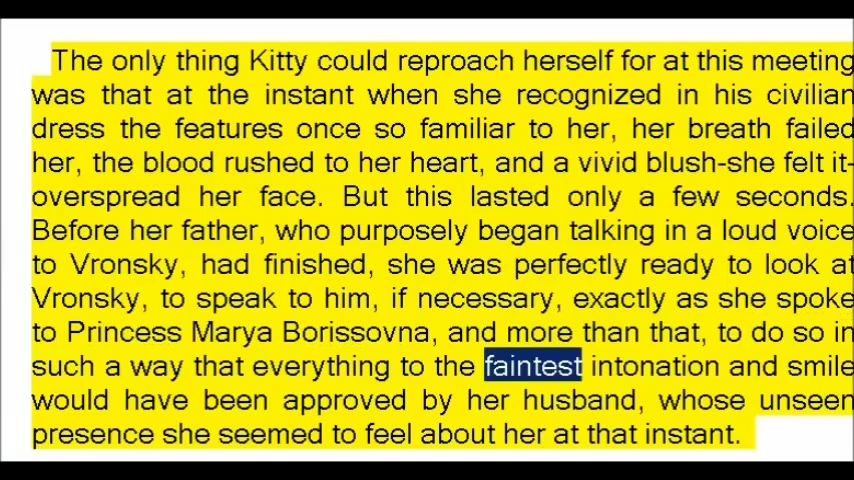 The only thing Kitty could reproach herself for at this meeting
was that at the instant when she recognized in his civilian
dress the features once so familiar to her, her breath failed
her, the blood rushed to her heart, and a vivid blush-she felt it-
overspread her face. But this lasted only a few seconds.
Before her father, who purposely began talking in a loud voice
to Vronsky, had finished, she was perfectly ready to look at
Vronsky, to speak to him, if necessary, exactly as she spoke
to Princess Marya Borissovna, and more than that, to do so in
such a way that everything to the faintest intonation and smile
would have been approved by her husband, whose unseen
presence she seemed to feel about her at that instant.